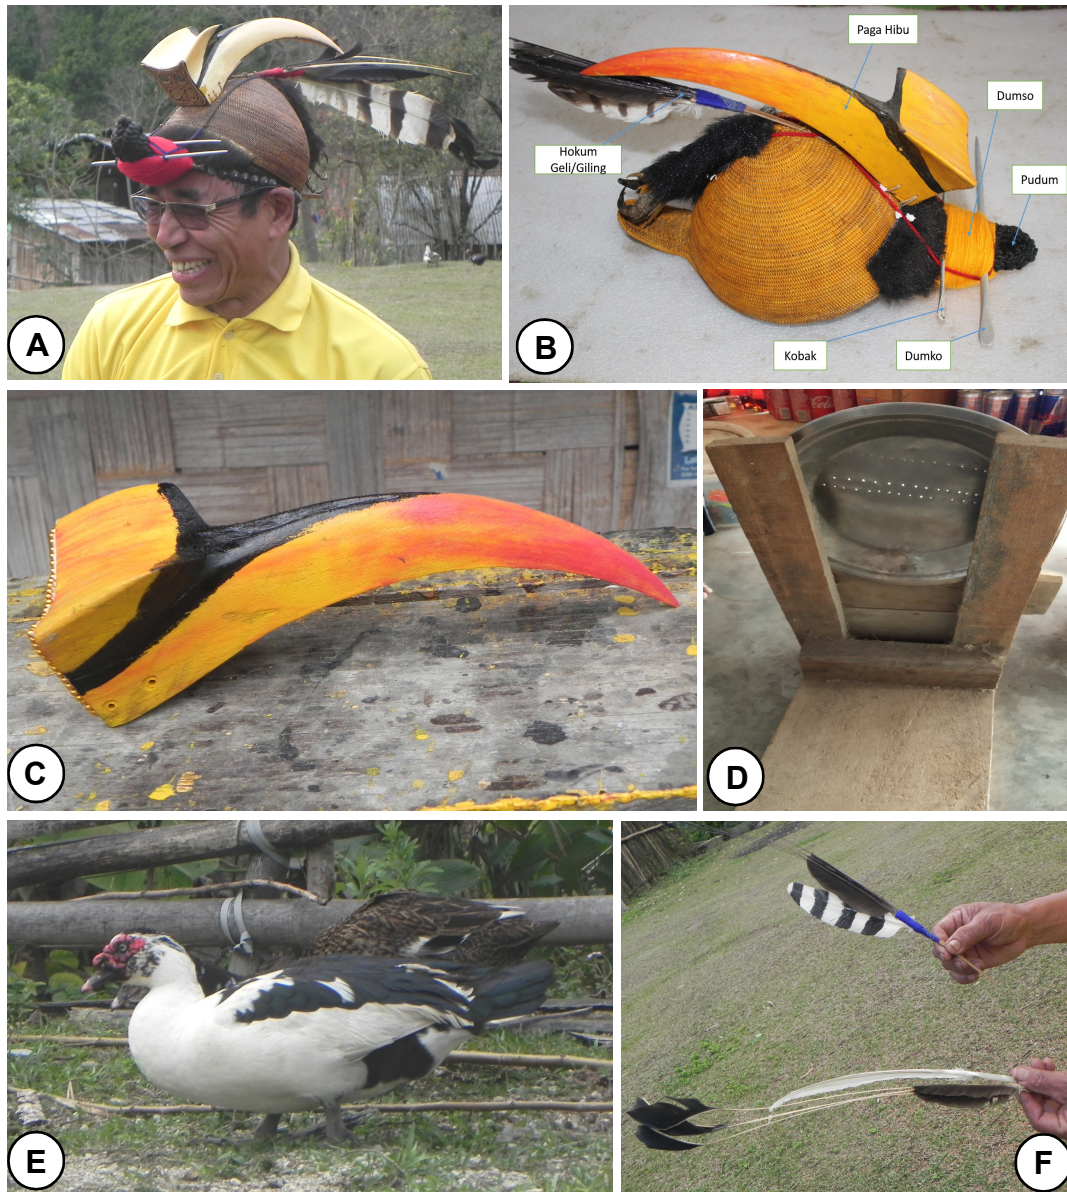 A
B
Paga Hibu
Dumso
Hokum
Geli/Giling
Pudum
Kobak
Dumko
C
D
E
F